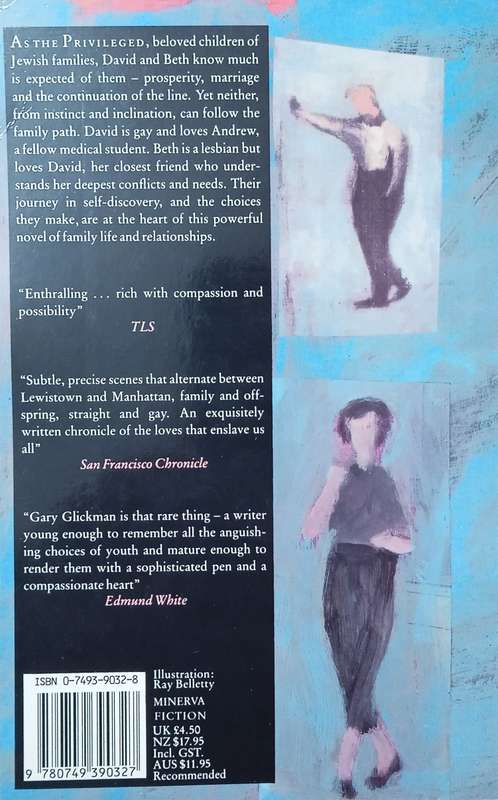 AS THE PRIVILEGED, beloved children of
Jewish families, David and Beth know much
is expected of them – prosperity, marriage
and the continuation of the line. Yet neither,
from instinct and inclination, can follow the
family path. David is gay and loves Andrew,
a fellow medical student. Beth is a lesbian but
loves David, her closest friend who under-
stands her deepest conflicts and needs. Their
journey in self-discovery, and the choices
they make, are at the heart of this powerful
novel of family life and relationships.
“Enthralling ... rich with compassion and
possibility”
TLS
“Subtle, precise scenes that alternate between
Lewistown and Manhattan, family and off-
spring, straight and gay. An exquisitely
written chronicle of the loves that enslave us
all”
San Francisco Chronicle
“Gary Glickman is that rare thing – a writer
young enough to remember all the anguish-
ing choices of youth and mature enough to
render them with a sophisticated pen and a
compassionate heart”
Edmund White
ISBN 0-7493-9032-8
9 780749 390327
Illustration:
Ray Belletty
MINERVA
FICTION
UK £4.50
NZ $17.95
Incl. GST.
AUS $11.95
Recommended